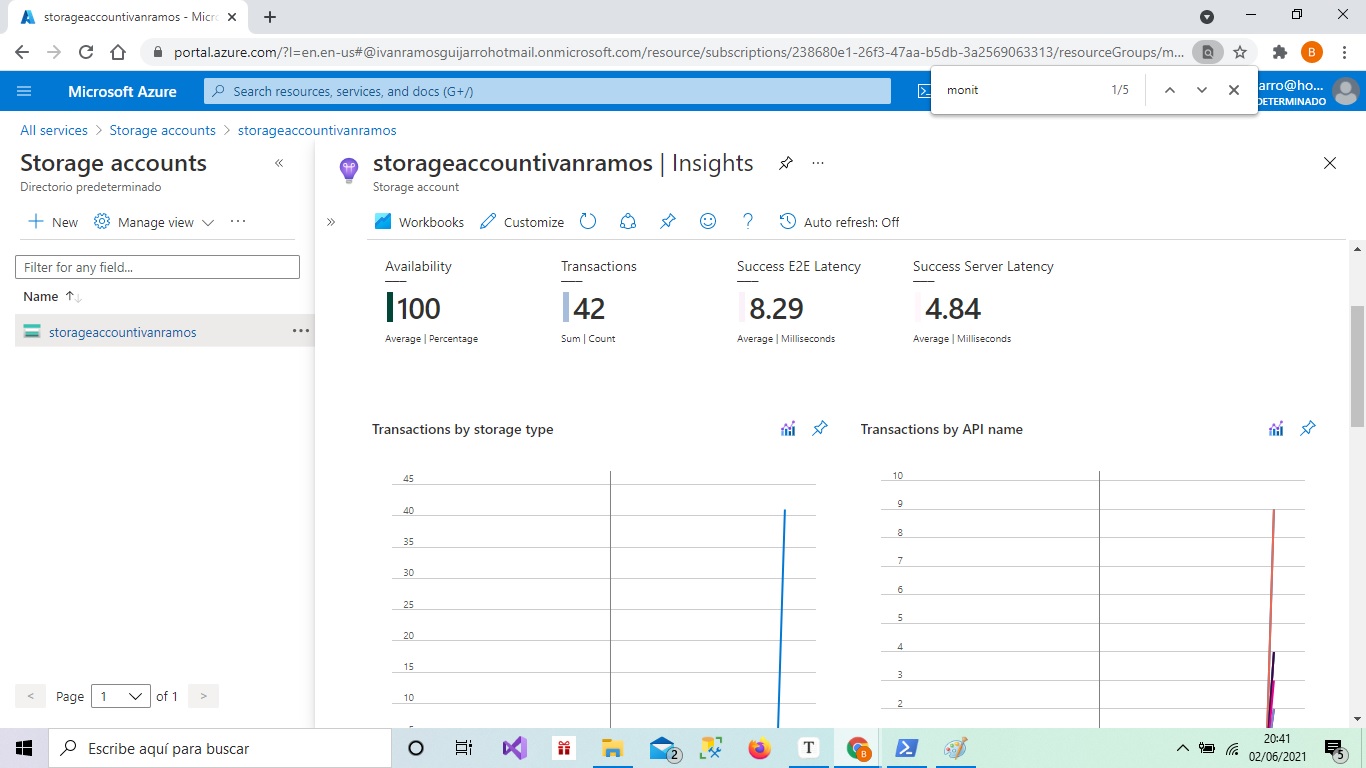 storageaccountivanramos - Micro
portal.azure.com/?l=en.en-us#@ivanramosguijarrohotmail.onmicrosoft.com/resource/subscriptions/238680e1-26f3-47aa-b5db-3a2569063313/resourceGroups/m...
B
monit
1/5
Microsoft Azure
Search resources, services, and docs (G+/)
arro@ho...
DETERMINADO
All services > Storage accounts > storageaccountivanramos
Storage accounts
Directorio predeterminado
New
Manage view
Filter for any field...
Name
storageaccountivanramos
Page 1 of 1
storageaccountivanramos | Insights
Storage account
Workbooks
Customize
Auto refresh: Off
Availability
100
Average | Percentage
Transactions
42
Sum | Count
Success E2E Latency
8.29
Average | Milliseconds
Success Server Latency
4.84
Average | Milliseconds
Transactions by storage type
45
40
35
30
25
20
15
10
Transactions by API name
10
9
8
7
6
5
4
3
2
Escribe aquí para buscar
2
T
B
20:41
02/06/2021
5